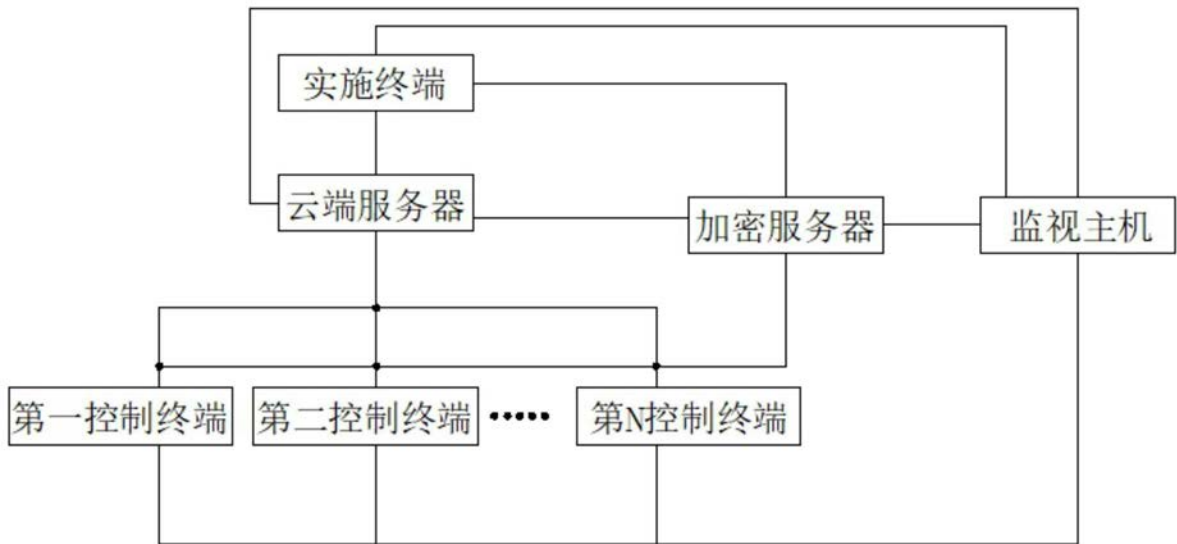 实施终端
云端服务器
加密服务器
监视主机
第一控制终端
第二控制终端
第N控制终端